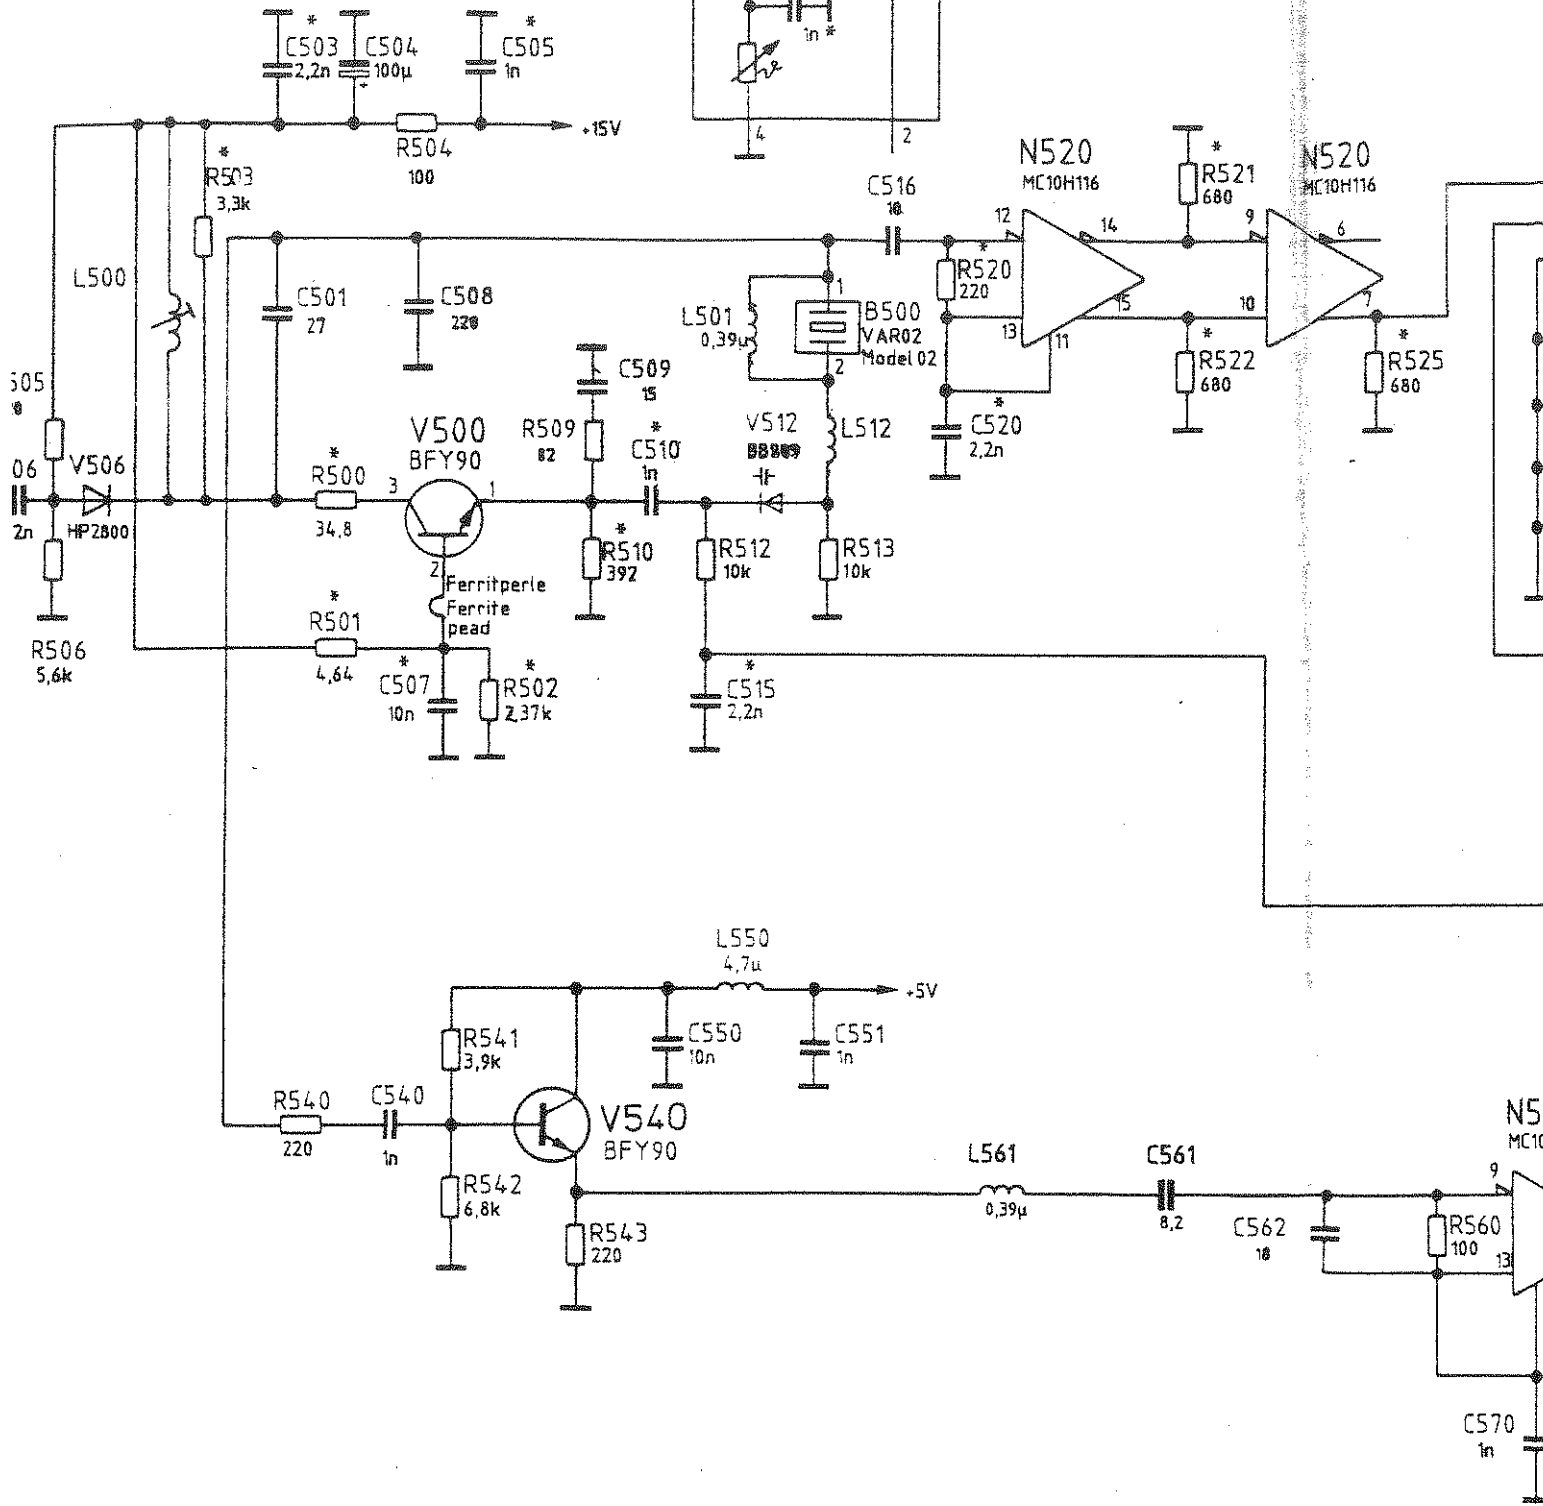 *
C503
2,2n
C504
100µ
+
*
C505
1n
1n *
ϑ
4
2
+15V
R504
100
*
R503
3,3k
L500
C501
27
C508
220
C516
N520
MC10H116
12
14
13
15
11
*
R520
220
*
R521
680
N520
MC10H116
9
6
10
7
*
R522
680
*
R525
680
*
C520
2,2n
L501
0,39µ
1
B500
VAR02
Model 02
2
C509
15
R509
82
*
C510
1n
V512
L512
505
06
2n
V506
HP2800
R506
5,6k
*
R500
34,8
V500
BFY90
3
1
2
Ferritperle
Ferrite
pead
*
R510
392
R512
10k
R513
10k
*
R501
4,64
*
C507
10n
*
R502
2,37k
*
C515
2,2n
L550
4,7µ
+5V
R541
3,9k
C550
10n
C551
1n
R540
220
C540
1n
V540
BFY90
R542
6,8k
R543
220
L561
0,39µ
C561
8,2
C562
18
R560
100
N5
MC10
9
13
C570
1n